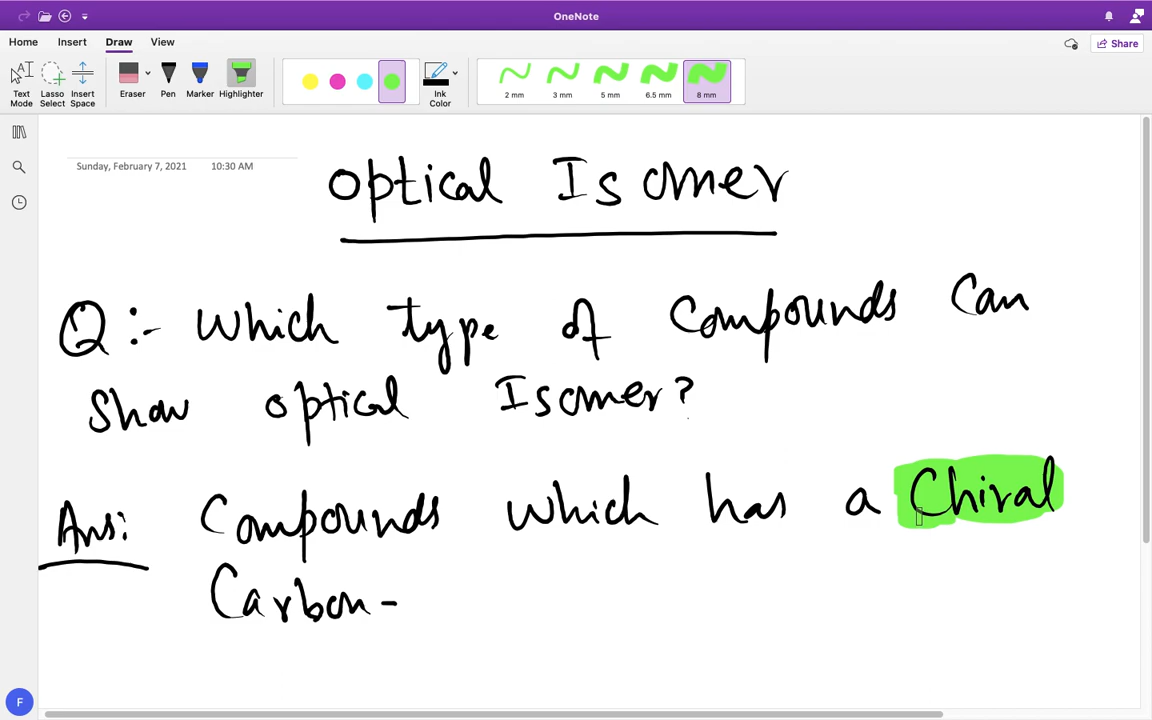 OneNote
Home Insert Draw View
Share
Text Mode Lasso Select Insert Space Eraser Pen Marker Highlighter Ink Color 2 mm 3 mm 5 mm 6.5 mm 8 mm
Sunday, February 7, 2021 10:30 AM
optical Isomer
Q:- Which type of Compounds Can
Show optical Isomer?
Ans: Compounds which has a Chiral
Carbon-
F